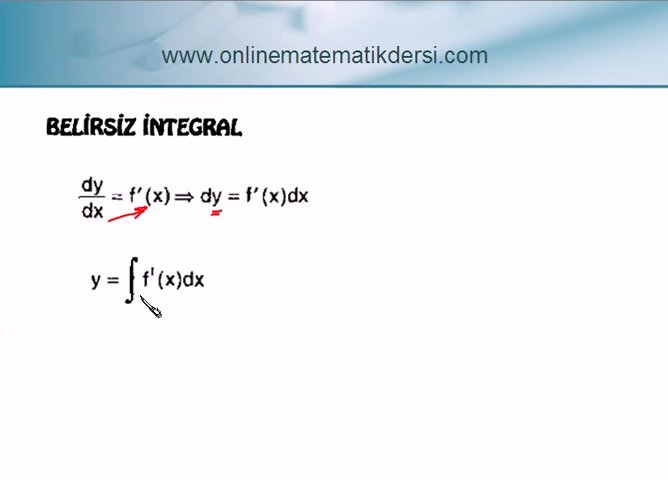 www.onlinematematikdersi.com
BELİRSİZ İNTEGRAL
dy/dx = f'(x) ⇒ dy = f'(x)dx
y = ∫ f'(x)dx